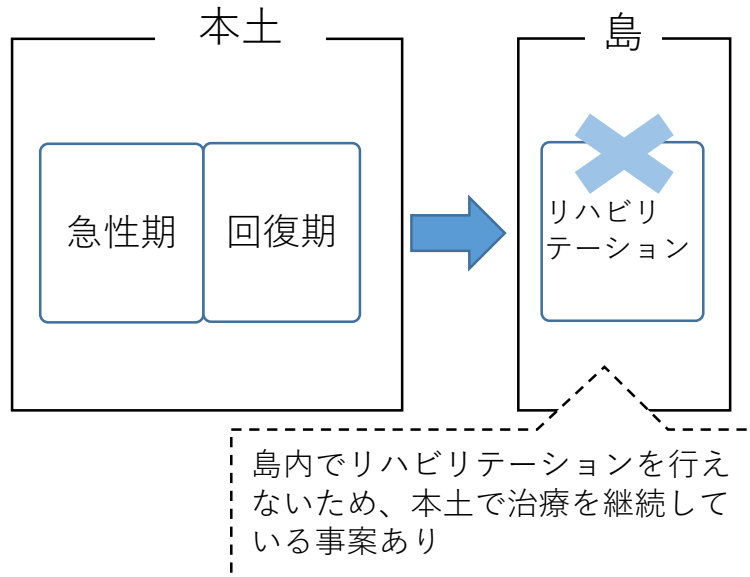 本土
島
急性期
回復期
リハビリ
テーション
島内でリハビリテーションを行え
ないため、本土で治療を継続して
いる事案あり